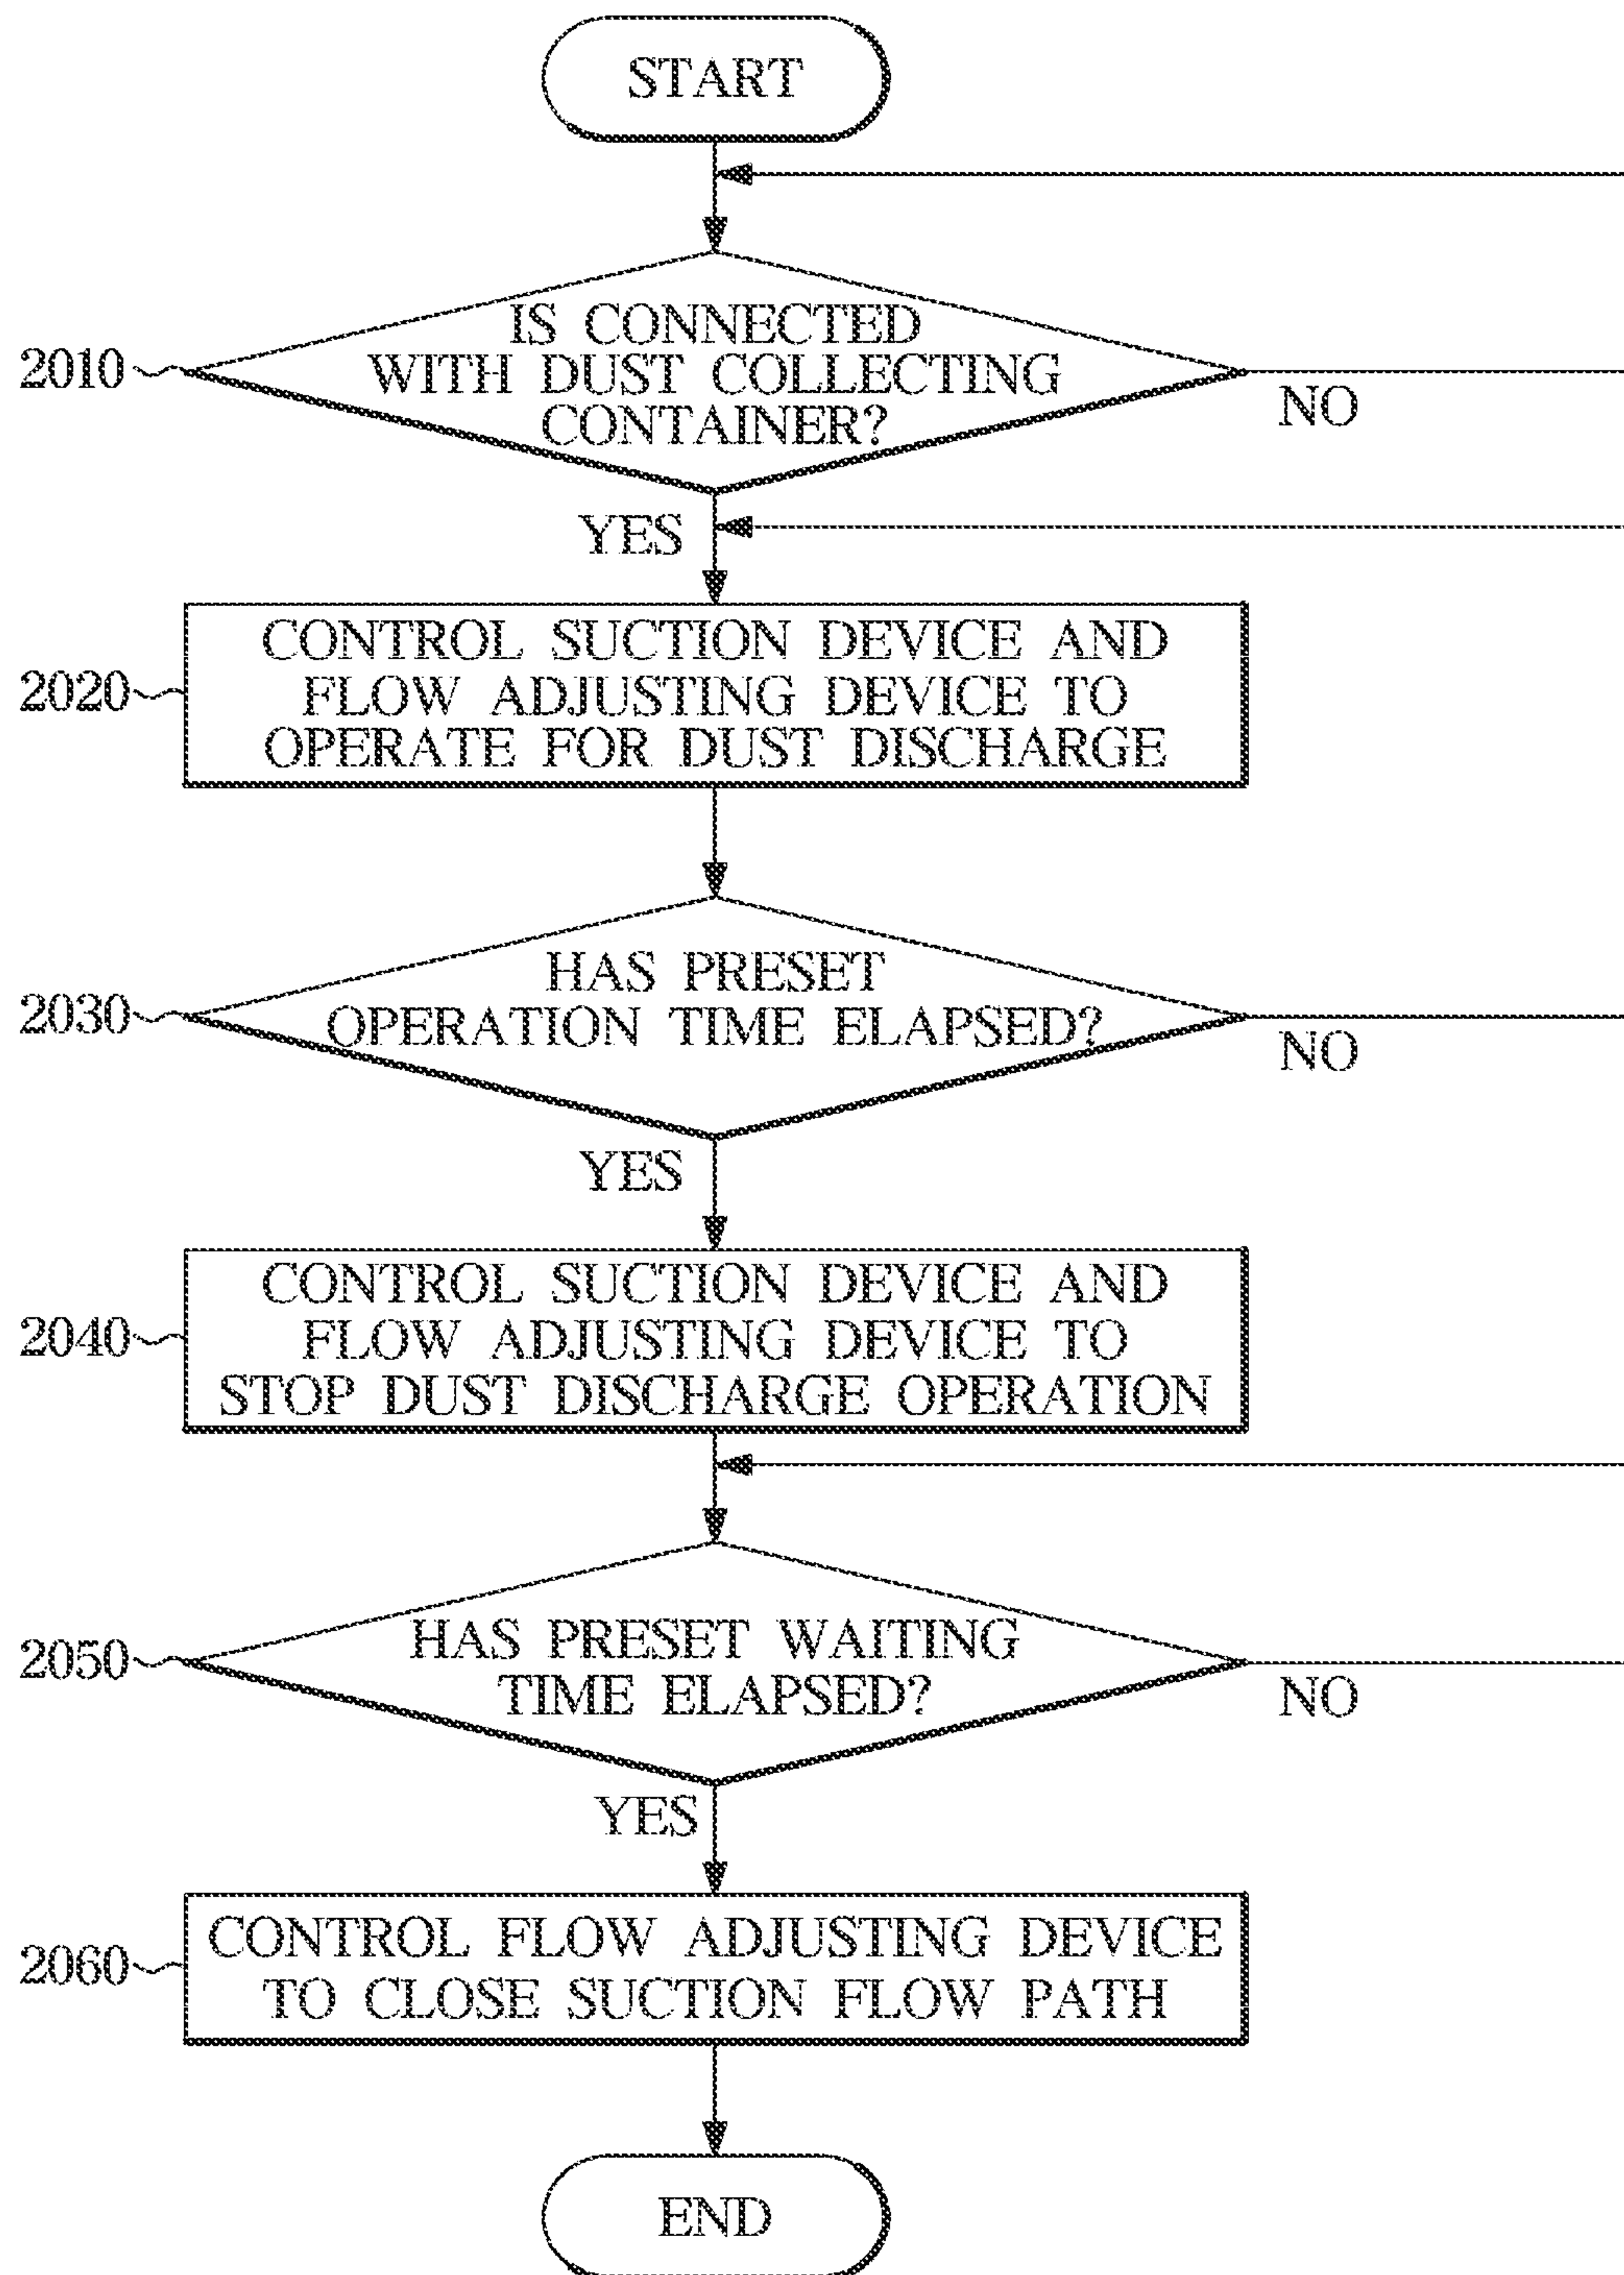 START
2010
IS CONNECTED
WITH DUST COLLECTING
CONTAINER?
NO
YES
2020
CONTROL SUCTION DEVICE AND
FLOW ADJUSTING DEVICE TO
OPERATE FOR DUST DISCHARGE
2030
HAS PRESET
OPERATION TIME ELAPSED?
NO
YES
2040
CONTROL SUCTION DEVICE AND
FLOW ADJUSTING DEVICE TO
STOP DUST DISCHARGE OPERATION
2050
HAS PRESET WAITING
TIME ELAPSED?
NO
YES
2060
CONTROL FLOW ADJUSTING DEVICE
TO CLOSE SUCTION FLOW PATH
END